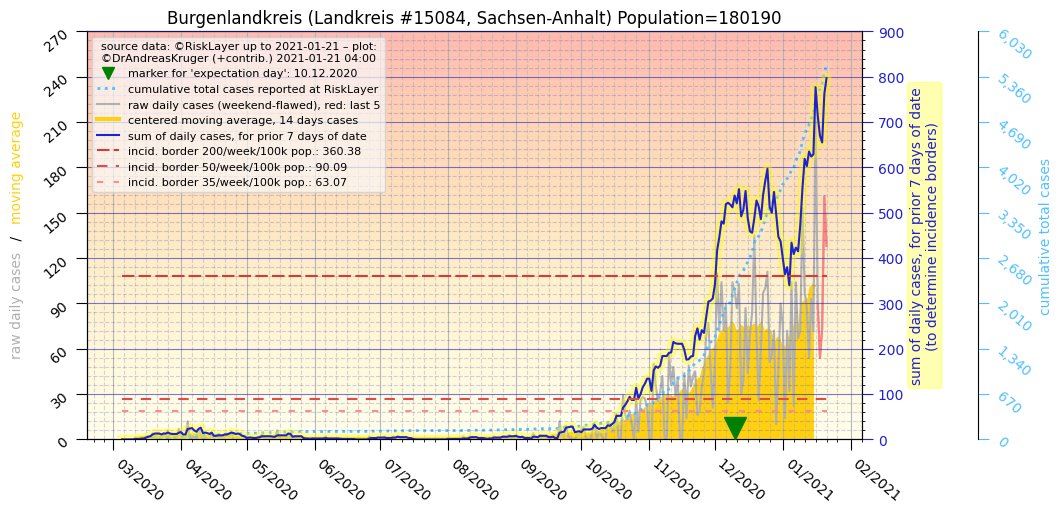 Burgenlandkreis (Landkreis #15084, Sachsen-Anhalt) Population=180190
source data: ©RiskLayer up to 2021-01-21 – plot:
©DrAndreasKruger (+contrib.) 2021-01-21 04:00
marker for 'expectation day': 10.12.2020
cumulative total cases reported at RiskLayer
raw daily cases (weekend-flawed), red: last 5
centered moving average, 14 days cases
sum of daily cases, for prior 7 days of date
incid. border 200/week/100k pop.: 360.38
incid. border 50/week/100k pop.: 90.09
incid. border 35/week/100k pop.: 63.07
raw daily cases / moving average
270
240
210
180
150
120
90
60
30
0
03/2020
04/2020
05/2020
06/2020
07/2020
08/2020
09/2020
10/2020
11/2020
12/2020
01/2021
02/2021
900
800
700
600
500
400
300
200
100
0
sum of daily cases, for prior 7 days of date
(to determine incidence borders)
6,030
5,360
4,690
4,020
3,350
2,680
2,010
1,340
670
0
cumulative total cases